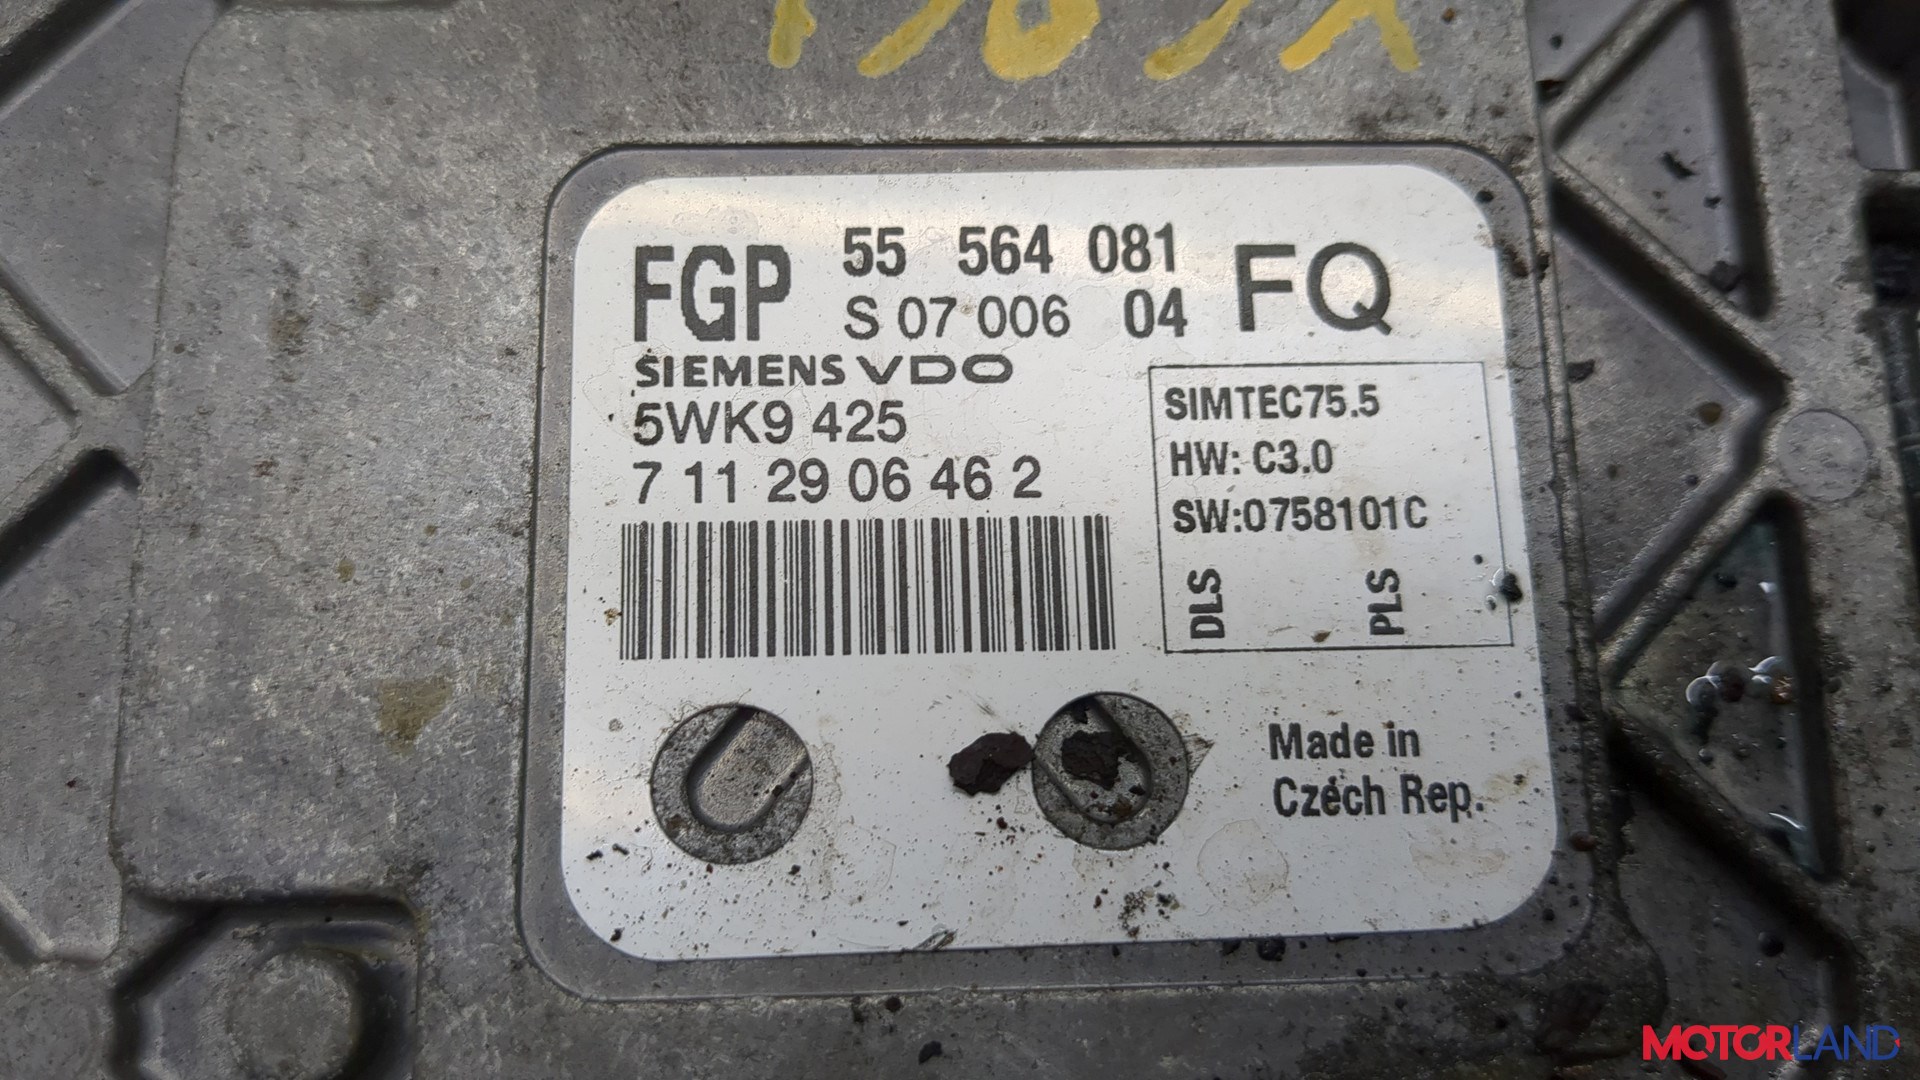 FGP 55 564 081 FQ
S 07 006 04
SIEMENS VDO
5WK9 425
7 11 29 06 46 2
SIMTEC75.5
HW: C3.0
SW:0758101C
DLS PLS
Made in
Czech Rep.
MOTORLAND